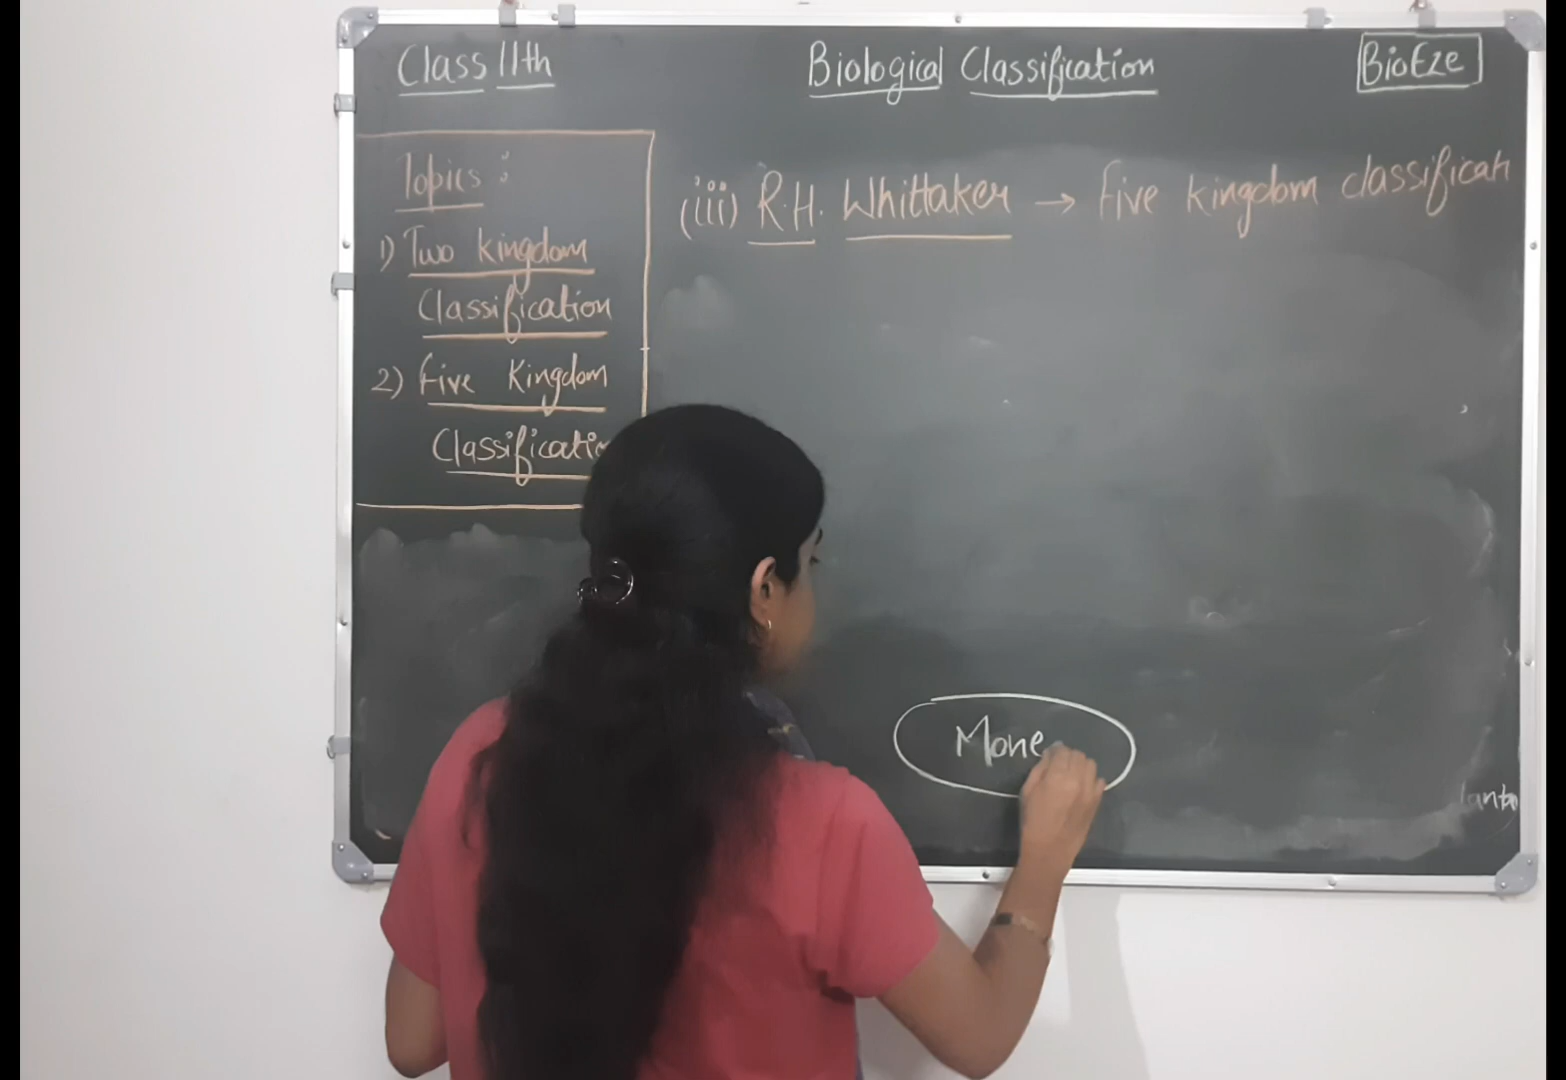 Class 11th
Biological Classification
BioEze
Topics :
1) Two kingdom
Classification
2) Five Kingdom
Classificatio
(iii) R.H. Whittaker → five kingdom classificati
Mone